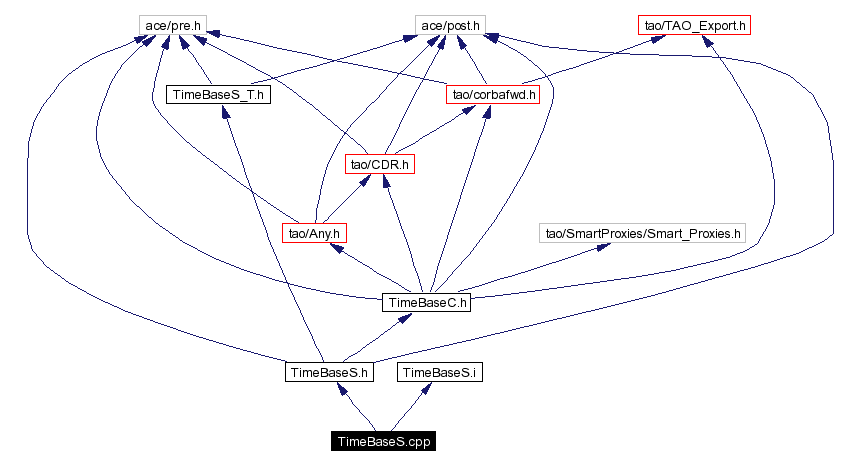 ace/pre.h
ace/post.h
tao/TAO_Export.h
TimeBaseS_T.h
tao/corbafwd.h
tao/CDR.h
tao/Any.h
tao/SmartProxies/Smart_Proxies.h
TimeBaseC.h
TimeBaseS.h
TimeBaseS.i
TimeBaseS.cpp